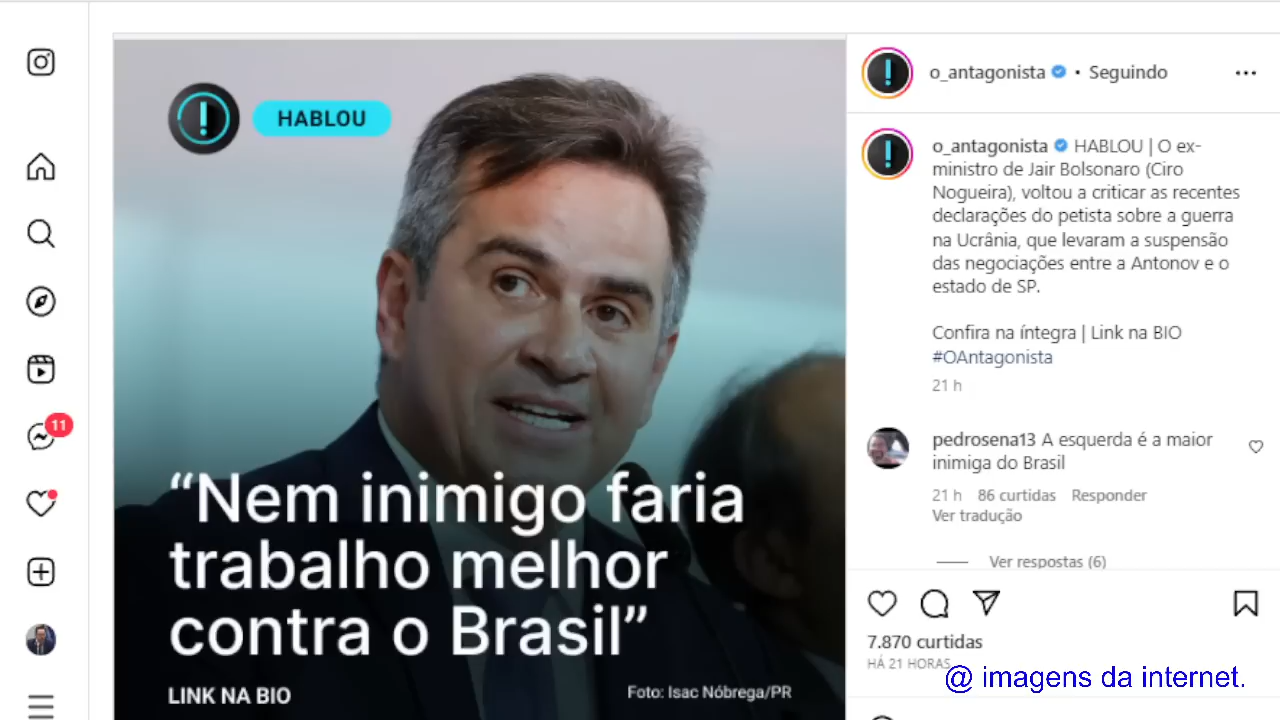 HABLOU
“Nem inimigo faria
trabalho melhor
contra o Brasil”
LINK NA BIO
Foto: Isac Nóbrega/PR
11
o_antagonista • Seguindo
o_antagonista HABLOU | O ex-
ministro de Jair Bolsonaro (Ciro
Nogueira), voltou a criticar as recentes
declarações do petista sobre a guerra
na Ucrânia, que levaram a suspensão
das negociações entre a Antonov e o
estado de SP.
Confira na íntegra | Link na BIO
#OAntagonista
21 h
pedrosena13 A esquerda é a maior
inimiga do Brasil
21 h 86 curtidas Responder
Ver tradução
Ver respostas (6)
7.870 curtidas
HÁ 21 HORAS
@ imagens da internet.